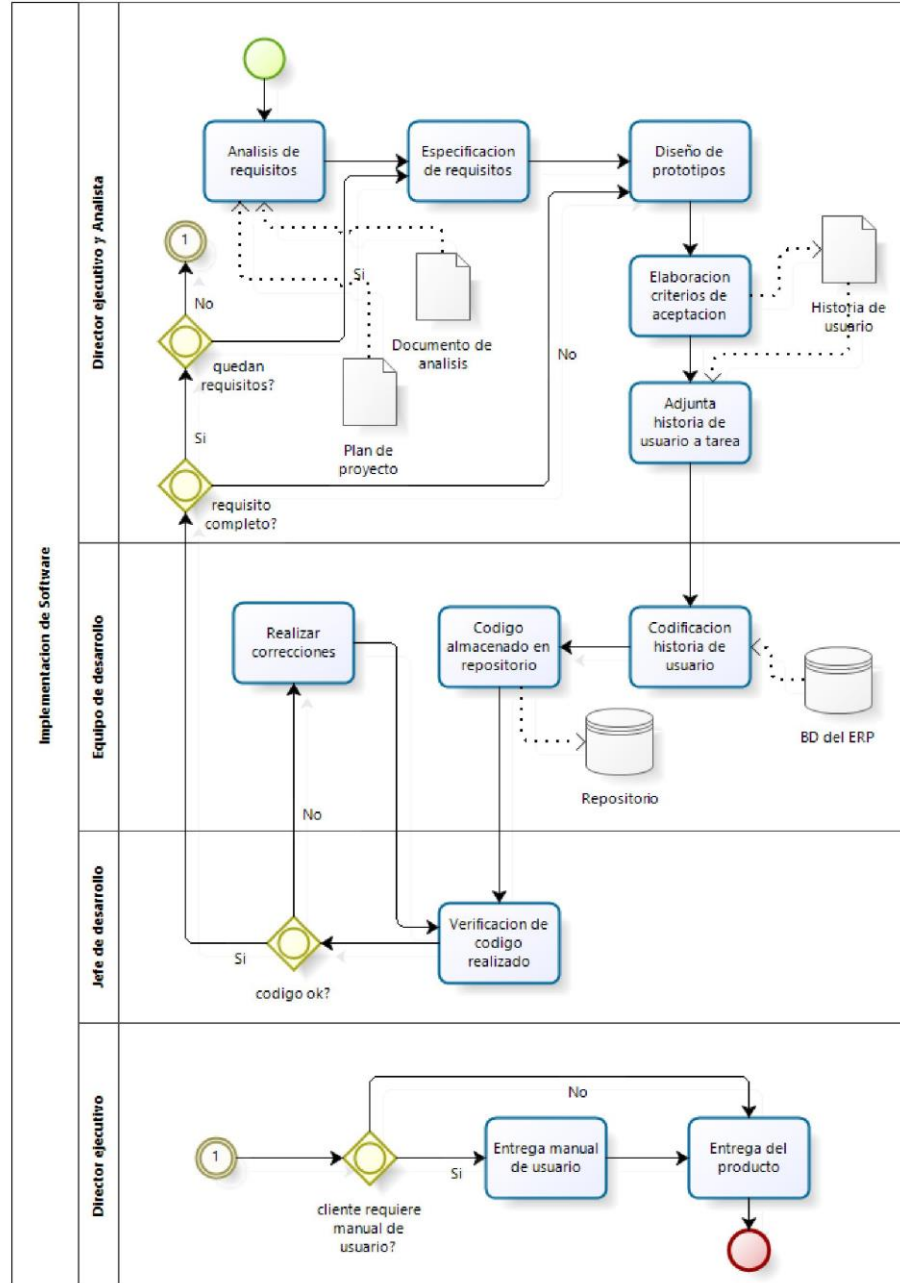 Implementacion de Software
Director ejecutivo y Analista
Analisis de
requisitos
Especificacion
de requisitos
Diseño de
prototipos
1
No
Si
quedan
requisitos?
Documento de
analisis
Elaboracion
criterios de
aceptacion
Historia de
usuario
No
Adjunta
historia de
usuario a tarea
Si
Plan de
proyecto
requisito
completo?
Equipo de desarrollo
Realizar
correcciones
Codigo
almacenado en
repositorio
Codificacion
historia de
usuario
BD del ERP
Repositorio
No
Jefe de desarrollo
Verificacion de
codigo
realizado
Si
codigo ok?
Director ejecutivo
No
1
Si
Entrega manual
de usuario
Entrega del
producto
cliente requiere
manual de
usuario?